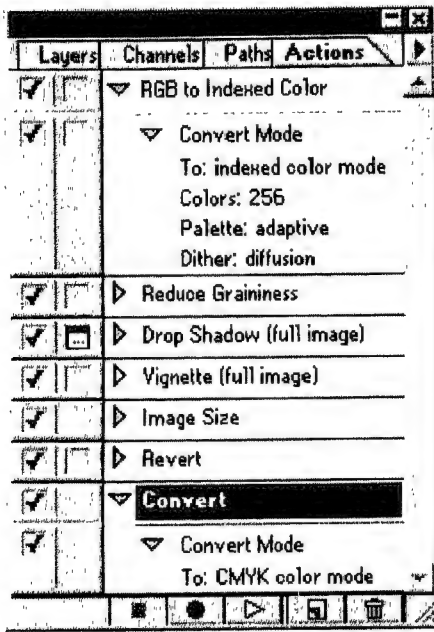 Layers Channels Paths Actions
RGB to Indexed Color
Convert Mode
To: indexed color mode
Colors: 256
Palette: adaptive
Dither: diffusion
Reduce Graininess
Drop Shadow (full image)
Vignette (full image)
Image Size
Revert
Convert
Convert Mode
To: CMYK color mode